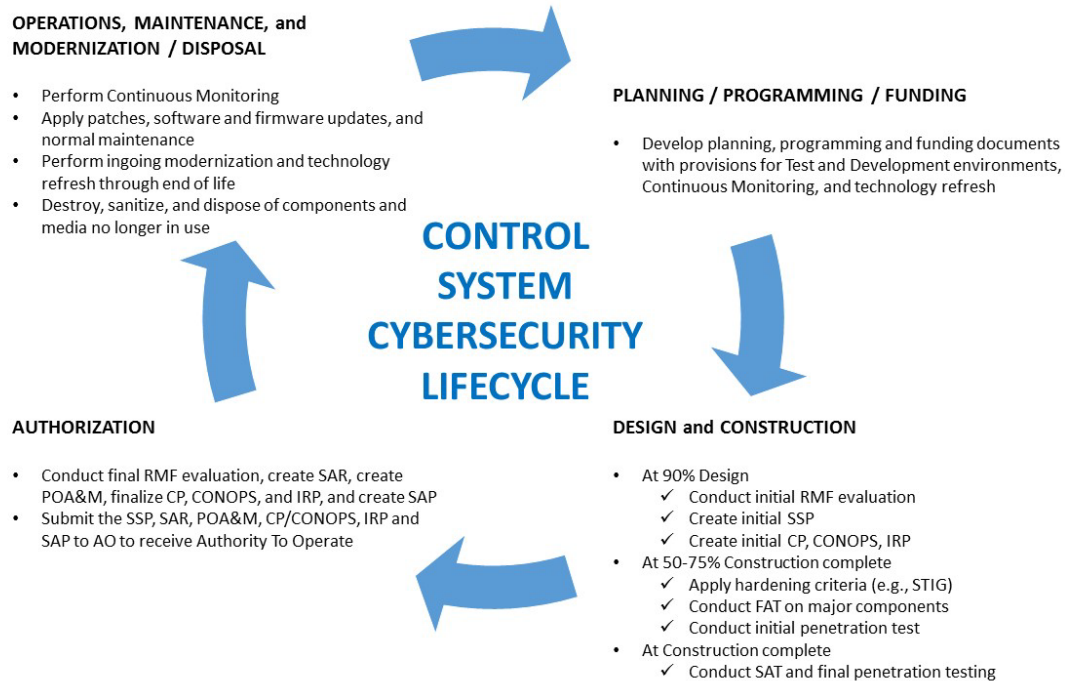 OPERATIONS, MAINTENANCE, and
MODERNIZATION / DISPOSAL
• Perform Continuous Monitoring
• Apply patches, software and firmware updates, and
normal maintenance
• Perform ingoing modernization and technology
refresh through end of life
• Destroy, sanitize, and dispose of components and
media no longer in use
PLANNING / PROGRAMMING / FUNDING
• Develop planning, programming and funding documents
with provisions for Test and Development environments,
Continuous Monitoring, and technology refresh
CONTROL
SYSTEM
CYBERSECURITY
LIFECYCLE
DESIGN and CONSTRUCTION
• At 90% Design
✓ Conduct initial RMF evaluation
✓ Create initial SSP
✓ Create initial CP, CONOPS, IRP
• At 50-75% Construction complete
✓ Apply hardening criteria (e.g., STIG)
✓ Conduct FAT on major components
✓ Conduct initial penetration test
• At Construction complete
✓ Conduct SAT and final penetration testing
AUTHORIZATION
• Conduct final RMF evaluation, create SAR, create
POA&M, finalize CP, CONOPS, and IRP, and create SAP
• Submit the SSP, SAR, POA&M, CP/CONOPS, IRP and
SAP to AO to receive Authority To Operate